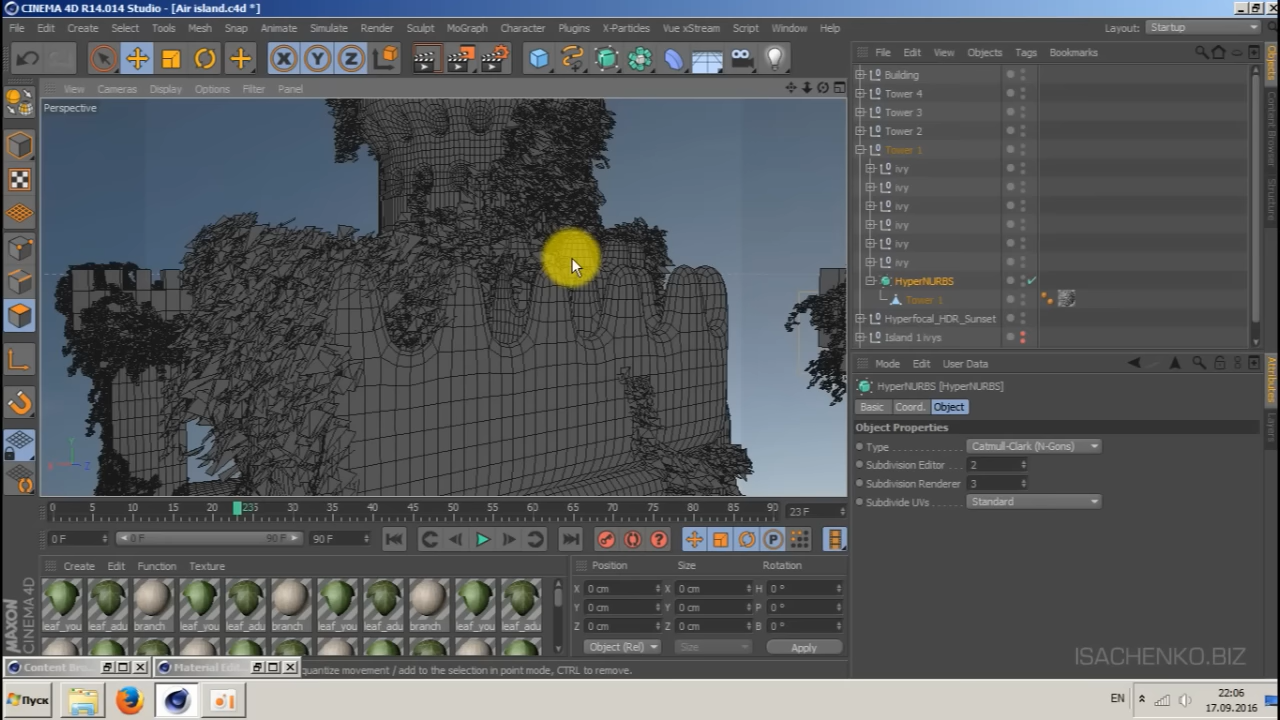 CINEMA 4D R14.014 Studio - [Air island.c4d *]
File Edit Create Select Tools Mesh Snap Animate Simulate Render Sculpt MoGraph Character Plugins X-Particles Vue xStream Script Window Help Layout: Startup
X Y Z
File Edit View Objects Tags Bookmarks
View Cameras Display Options Filter Panel
Perspective
Building
Tower 4
Tower 3
Tower 2
Tower 1
ivy
ivy
ivy
ivy
ivy
ivy
HyperNURBS
Tower 1
Hyperfocal_HDR_Sunset
Island 1 ivys
Objects
Content Browser
Structure
Mode Edit User Data
HyperNURBS [HyperNURBS]
Basic Coord. Object
Object Properties
Type Catmull-Clark (N-Gons)
Subdivision Editor 2
Subdivision Renderer 3
Subdivide UVs Standard
Attributes
Layers
0 5 10 15 20 235 30 35 40 45 50 55 60 65 70 75 80 85 90 23 F
0 F 0 F 90 F 90 F
Create Edit Function Texture
leaf_you leaf_adu branch leaf_you leaf_adu branch leaf_you leaf_adu branch leaf_you leaf_adu
Position Size Rotation
X 0 cm X 0 cm H 0 °
Y 0 cm Y 0 cm P 0 °
Z 0 cm Z 0 cm B 0 °
Object (Rel) Size Apply
MAXON CINEMA 4D
Content Br... Material Edi...
quantize movement / add to the selection in point mode, CTRL to remove.
ISACHENKO.BIZ
Пуск
EN
22:06
17.09.2016